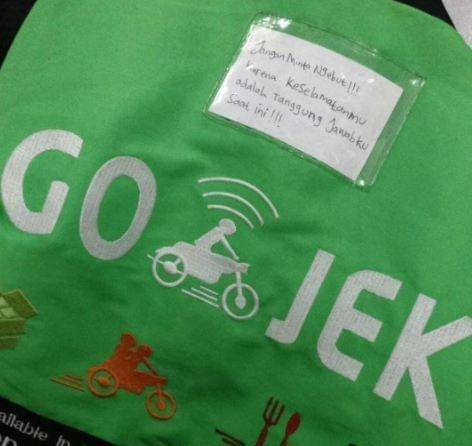 Jangan Minta Ngebut!!!
Karena Keselamatanmu
adalah Tanggung Jawabku
saat ini!!!
GO JEK